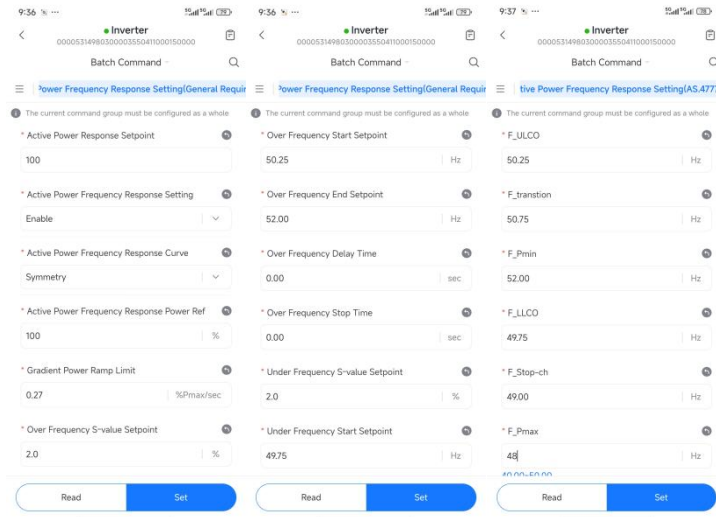 9:36
Inverter
0000531498030000355041100015 0000
Batch Command
Power Frequency Response Setting(General Requir
The current command group must be configured as a whole
* Active Power Response Setpoint
100
* Active Power Frequency Response Setting
Enable
* Active Power Frequency Response Curve
Symmetry
* Active Power Frequency Response Power Ref
100 %
* Gradient Power Ramp Limit
0.27 %Pmax/sec
* Over Frequency S-value Setpoint
2.0 %
Read Set
9:36
Inverter
Batch Command
Power Frequency Response Setting(General Requir
The current command group must be configured as a whole
* Over Frequency Start Setpoint
50.25 Hz
* Over Frequency End Setpoint
52.00 Hz
* Over Frequency Delay Time
0.00 sec
* Over Frequency Stop Time
0.00 sec
* Under Frequency S-value Setpoint
2.0 %
* Under Frequency Start Setpoint
49.75 Hz
Read Set
9:37
Inverter
Batch Command
tive Power Frequency Response Setting(AS.477
The current command group must be configured as a whole
* F_ULCO
50.25 Hz
* F_transtion
50.75 Hz
* F_Pmin
52.00 Hz
* F_LLCO
49.75 Hz
* F_Stop-ch
49.00 Hz
* F_Pmax
48 Hz
40.00~50.00
Read Set